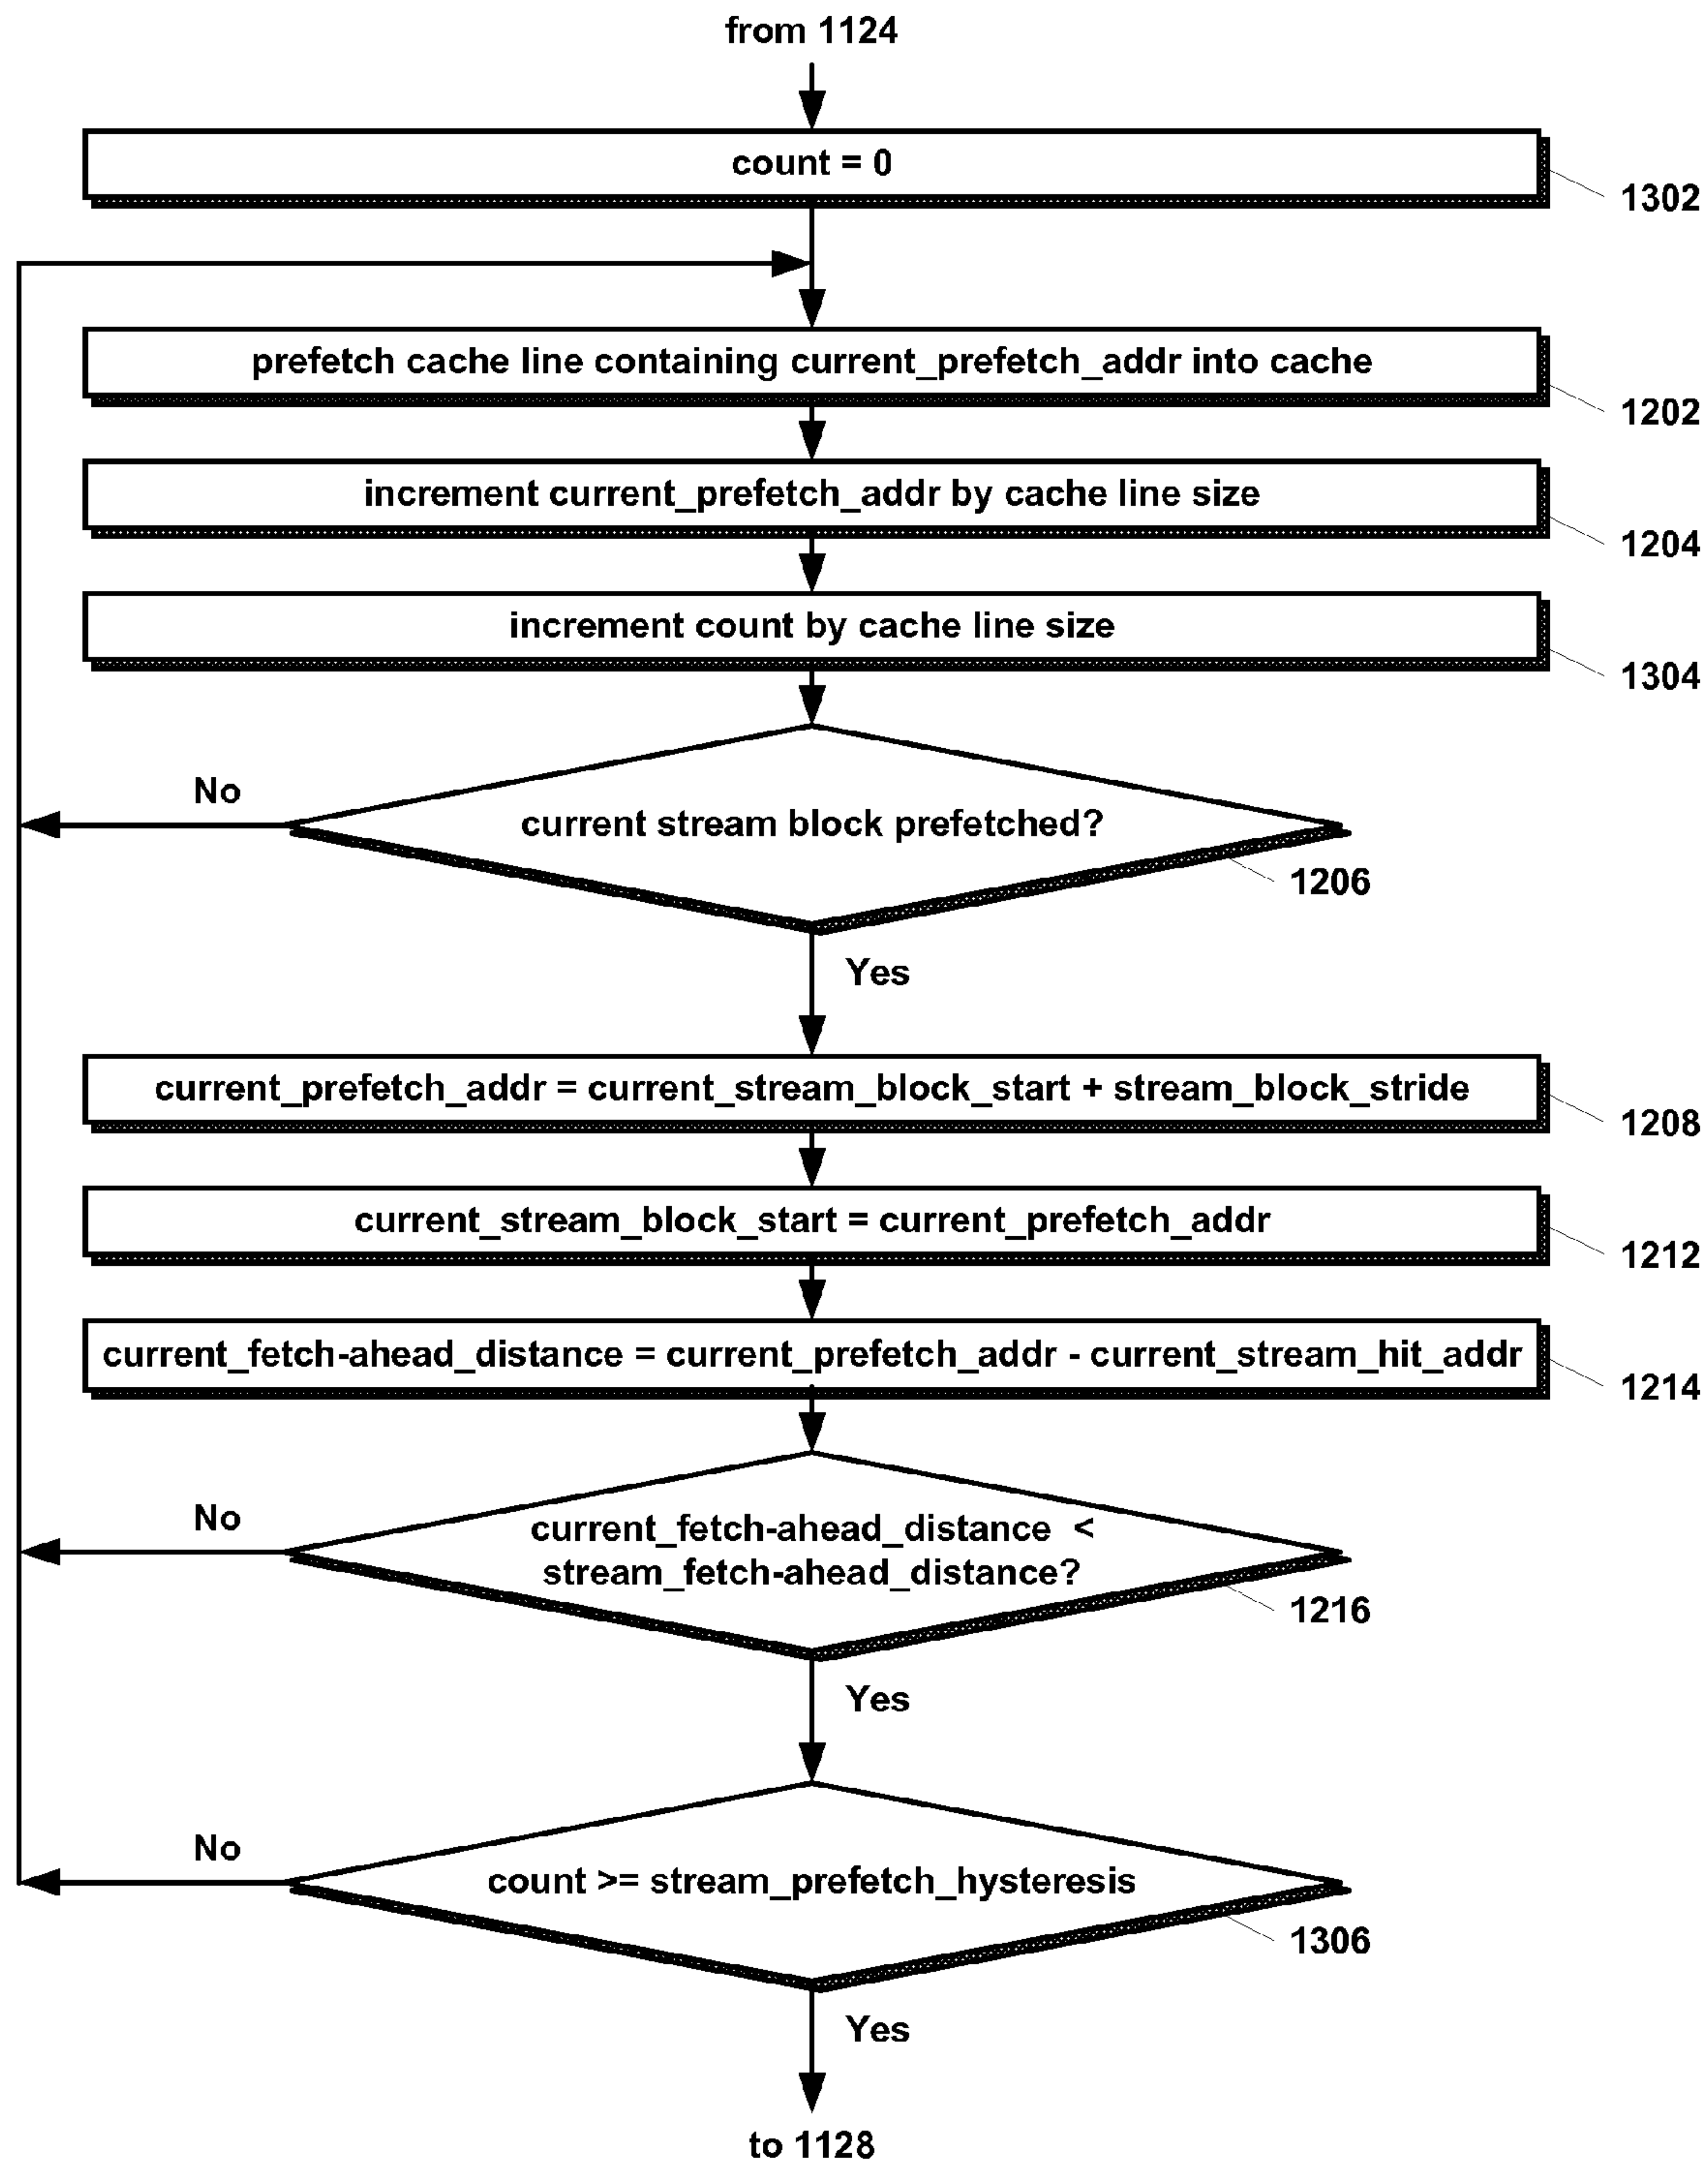 from 1124
count = 0
1302
prefetch cache line containing current_prefetch_addr into cache
1202
increment current_prefetch_addr by cache line size
1204
increment count by cache line size
1304
No
current stream block prefetched?
1206
Yes
current_prefetch_addr = current_stream_block_start + stream_block_stride
1208
current_stream_block_start = current_prefetch_addr
1212
current_fetch-ahead_distance = current_prefetch_addr - current_stream_hit_addr
1214
No
current_fetch-ahead_distance <
stream_fetch-ahead_distance?
1216
Yes
No
count >= stream_prefetch_hysteresis
1306
Yes
to 1128